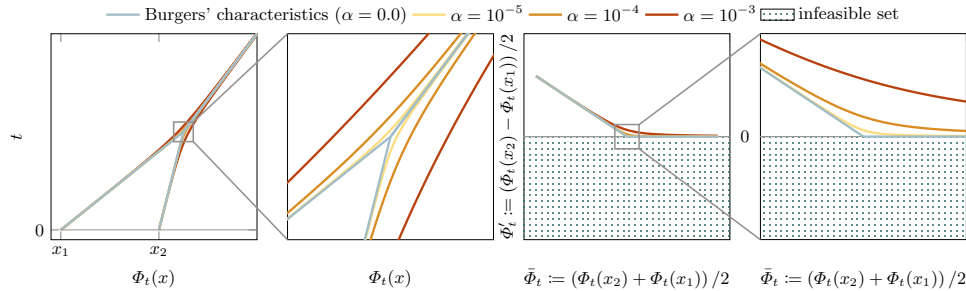 Burgers' characteristics (α = 0.0) α = 10⁻⁵ α = 10⁻⁴ α = 10⁻³ infeasible set
t
0
x₁ x₂
Φₜ(x)
Φₜ(x)
Φ′ₜ := (Φₜ(x₂) − Φₜ(x₁)) /2
Φ̄ₜ := (Φₜ(x₂) + Φₜ(x₁)) /2
0
Φ̄ₜ := (Φₜ(x₂) + Φₜ(x₁)) /2